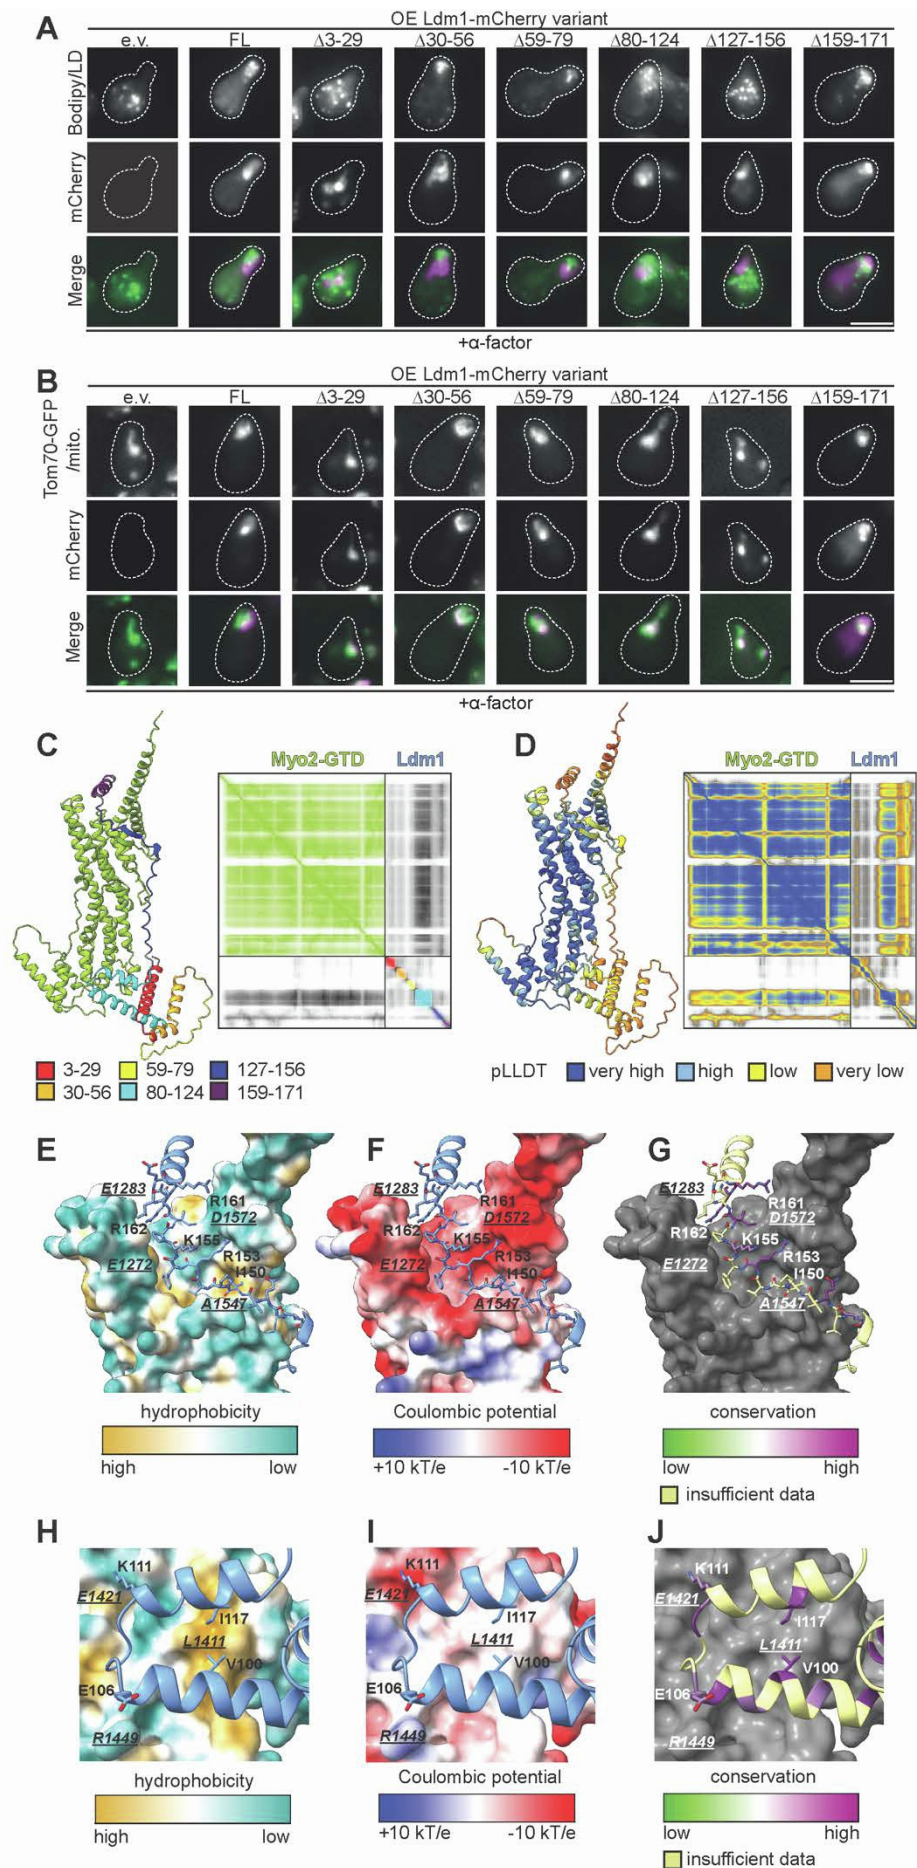 A
OE Ldm1-mCherry variant
e.v. FL Δ3-29 Δ30-56 Δ59-79 Δ80-124 Δ127-156 Δ159-171
Bodipy/LD
mCherry
Merge
+α-factor
B
OE Ldm1-mCherry variant
e.v. FL Δ3-29 Δ30-56 Δ59-79 Δ80-124 Δ127-156 Δ159-171
Tom70-GFP
/mito.
mCherry
Merge
+α-factor
C
Myo2-GTD Ldm1
3-29 59-79 127-156
30-56 80-124 159-171
D
Myo2-GTD Ldm1
pLLDT very high high low very low
E
E1283
R161
D1572
R162
K155
E1272
R153
I150
A1547
hydrophobicity
high low
F
E1283
R161
D1572
R162
K155
E1272
R153
I150
A1547
Coulombic potential
+10 kT/e -10 kT/e
G
E1283
R161
D1572
R162
K155
E1272
R153
I150
A1547
conservation
low high
insufficient data
H
K111
E1421
I117
L1411
V100
E106
R1449
hydrophobicity
high low
I
K111
E1421
I117
L1411
V100
E106
R1449
Coulombic potential
+10 kT/e -10 kT/e
J
K111
E1421
I117
L1411
V100
E106
R1449
conservation
low high
insufficient data